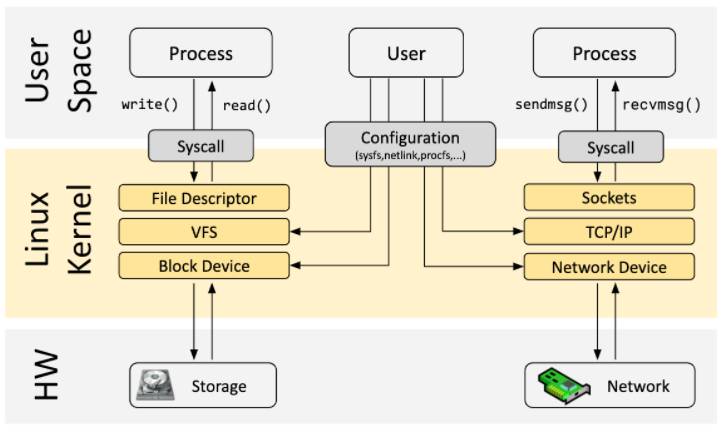 User
Space
Process
User
Process
write()
read()
sendmsg()
recvmsg()
Syscall
Configuration
(sysfs,netlink,procfs,...)
Syscall
Linux
Kernel
File Descriptor
VFS
Block Device
Sockets
TCP/IP
Network Device
HW
Storage
Network